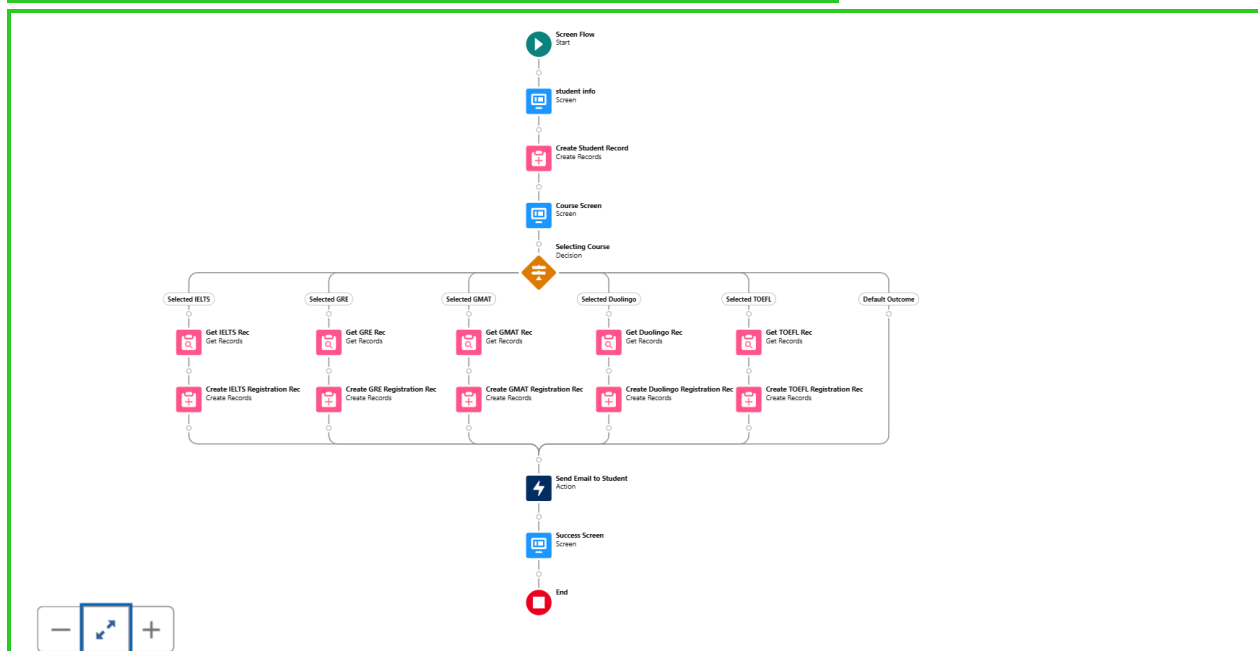 Screen Flow
Start
student info
Screen
Create Student Record
Create Records
Course Screen
Screen
Selecting Course
Decision
Selected IELTS
Selected GRE
Selected GMAT
Selected Duolingo
Selected TOEFL
Default Outcome
Get IELTS Rec
Get Records
Get GRE Rec
Get Records
Get GMAT Rec
Get Records
Get Duolingo Rec
Get Records
Get TOEFL Rec
Get Records
Create IELTS Registration Rec
Create Records
Create GRE Registration Rec
Create Records
Create GMAT Registration Rec
Create Records
Create Duolingo Registration Rec
Create Records
Create TOEFL Registration Rec
Create Records
Send Email to Student
Action
Success Screen
Screen
End